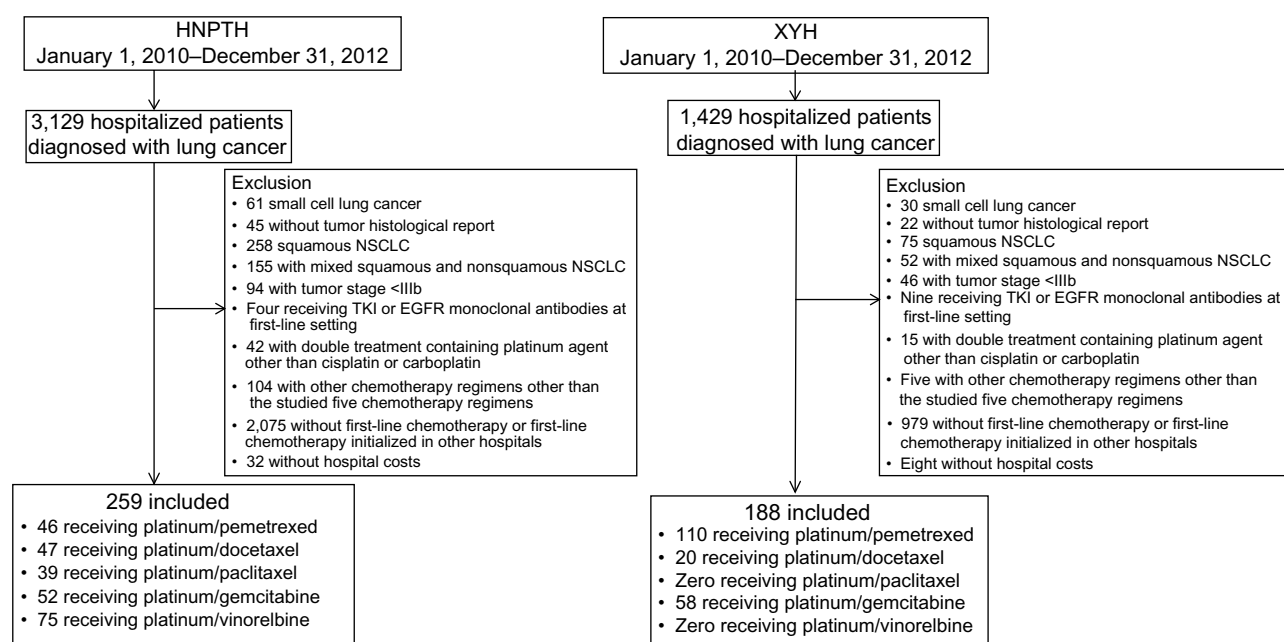 HNPTH
January 1, 2010–December 31, 2012
3,129 hospitalized patients
diagnosed with lung cancer
Exclusion
• 61 small cell lung cancer
• 45 without tumor histological report
• 258 squamous NSCLC
• 155 with mixed squamous and nonsquamous NSCLC
• 94 with tumor stage <IIIb
• Four receiving TKI or EGFR monoclonal antibodies at
first-line setting
• 42 with double treatment containing platinum agent
other than cisplatin or carboplatin
• 104 with other chemotherapy regimens other than
the studied five chemotherapy regimens
• 2,075 without first-line chemotherapy or first-line
chemotherapy initialized in other hospitals
• 32 without hospital costs
259 included
• 46 receiving platinum/pemetrexed
• 47 receiving platinum/docetaxel
• 39 receiving platinum/paclitaxel
• 52 receiving platinum/gemcitabine
• 75 receiving platinum/vinorelbine
XYH
January 1, 2010–December 31, 2012
1,429 hospitalized patients
diagnosed with lung cancer
Exclusion
• 30 small cell lung cancer
• 22 without tumor histological report
• 75 squamous NSCLC
• 52 with mixed squamous and nonsquamous NSCLC
• 46 with tumor stage <IIIb
• Nine receiving TKI or EGFR monoclonal antibodies at
first-line setting
• 15 with double treatment containing platinum agent
other than cisplatin or carboplatin
• Five with other chemotherapy regimens other than
the studied five chemotherapy regimens
• 979 without first-line chemotherapy or first-line
chemotherapy initialized in other hospitals
• Eight without hospital costs
188 included
• 110 receiving platinum/pemetrexed
• 20 receiving platinum/docetaxel
• Zero receiving platinum/paclitaxel
• 58 receiving platinum/gemcitabine
• Zero receiving platinum/vinorelbine